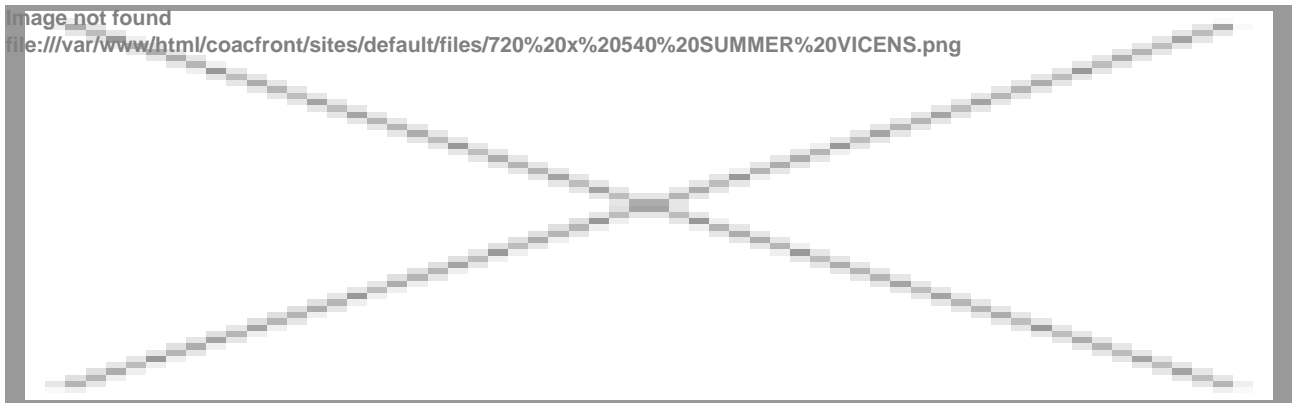 Image not found
file:///var/www/html/coacfront/sites/default/files/720%20x%20540%20SUMMER%20VICENS.png